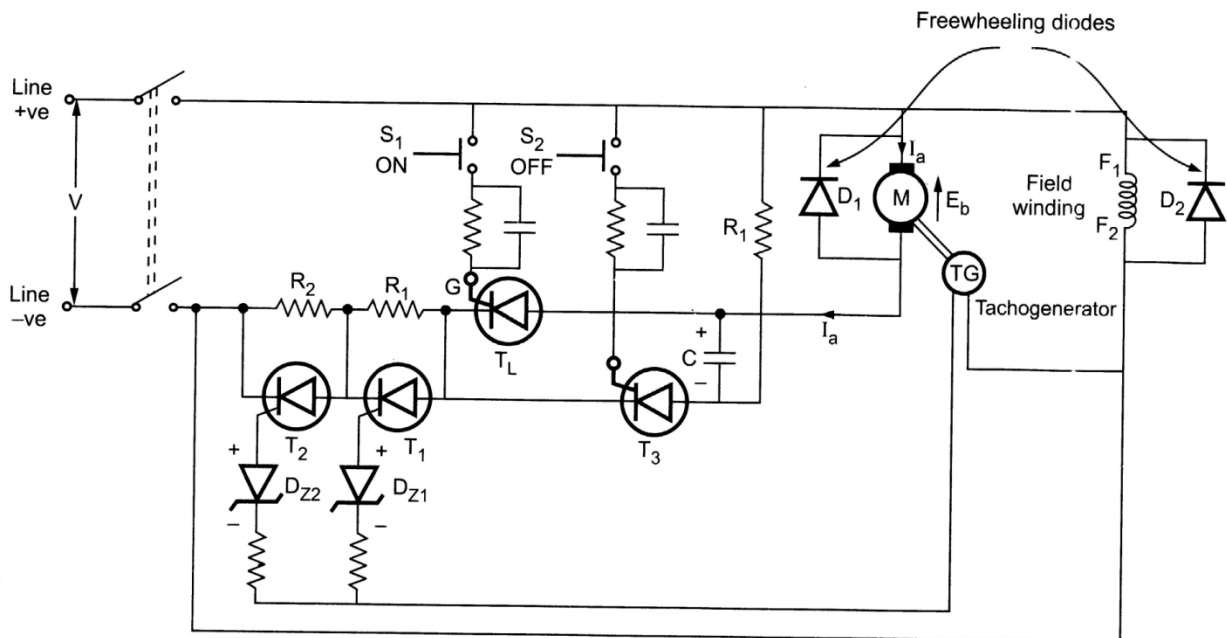 Freewheeling diodes
Line
+ve
S1
ON
S2
OFF
Ia
D1
M
Eb
Field
winding
F1
F2
D2
V
R1
TG
Tachogenerator
Line
–ve
R2
R1
G
TL
+
C
–
Ia
T2
T1
T3
+
DZ2
–
+
DZ1
–